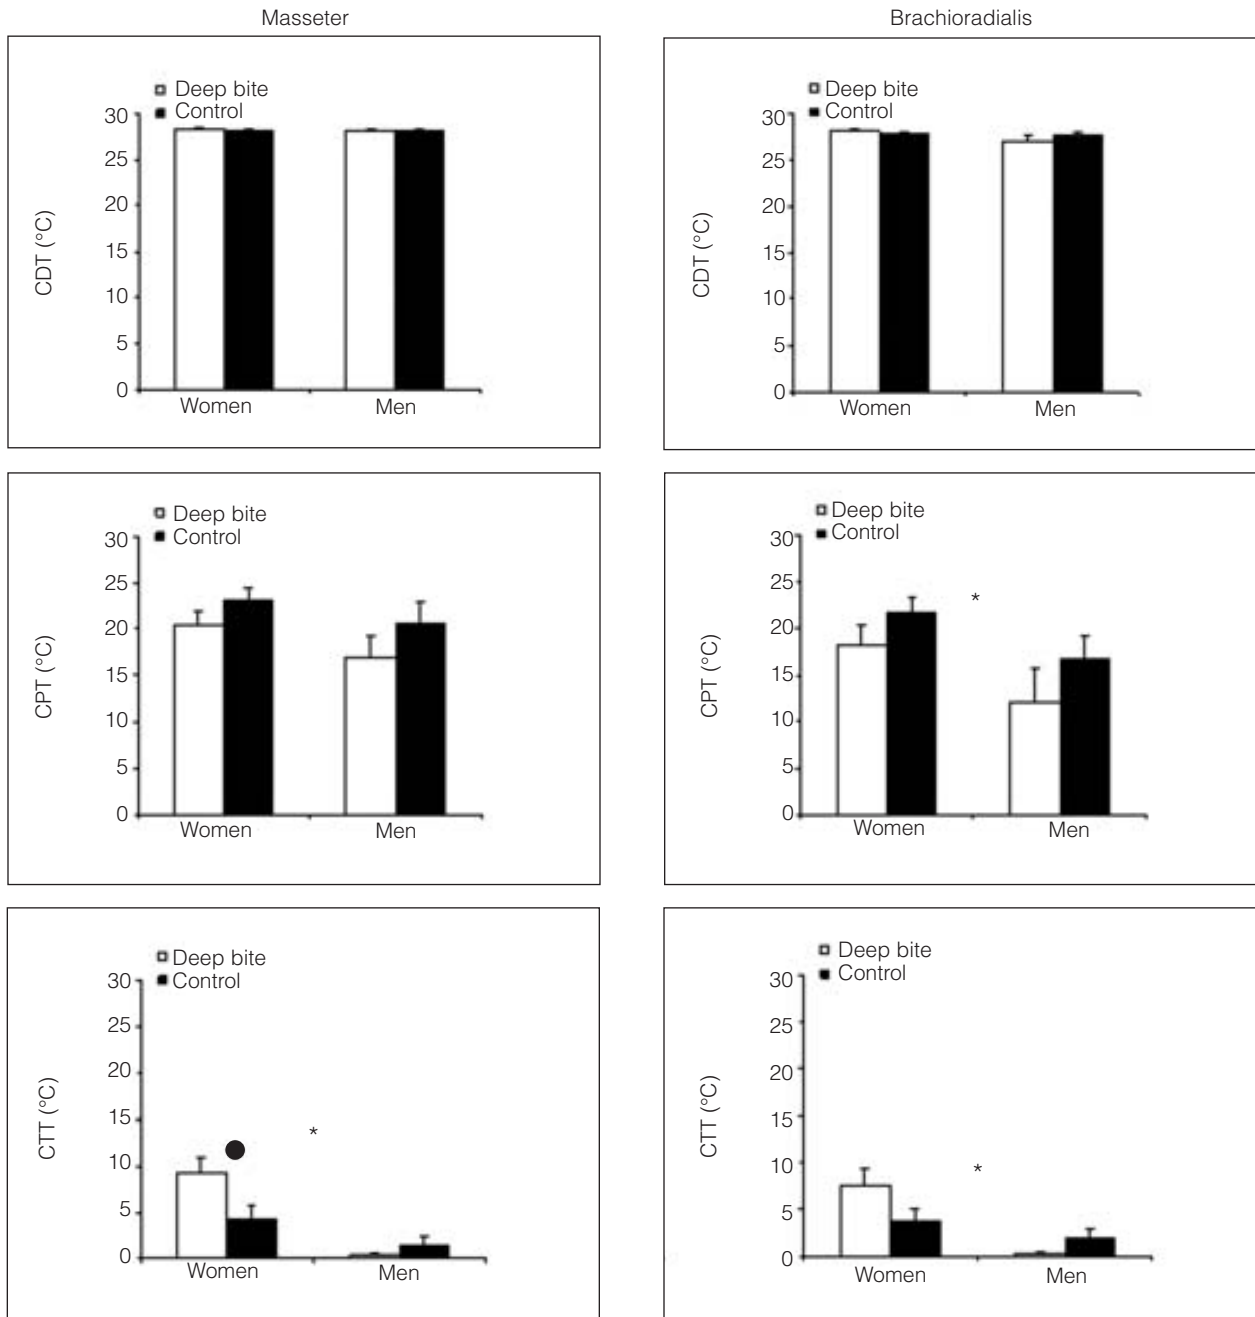 Masseter
Brachioradialis
Deep bite
Control
30
25
20
15
10
5
0
CDT (°C)
Women
Men
Deep bite
Control
30
25
20
15
10
5
0
CDT (°C)
Women
Men
Deep bite
Control
30
25
20
15
10
5
0
CPT (°C)
Women
Men
Deep bite
Control
30
25
20
15
10
5
0
CPT (°C)
*
Women
Men
Deep bite
Control
30
25
20
15
10
5
0
CTT (°C)
*
Women
Men
Deep bite
Control
30
25
20
15
10
5
0
CTT (°C)
*
Women
Men